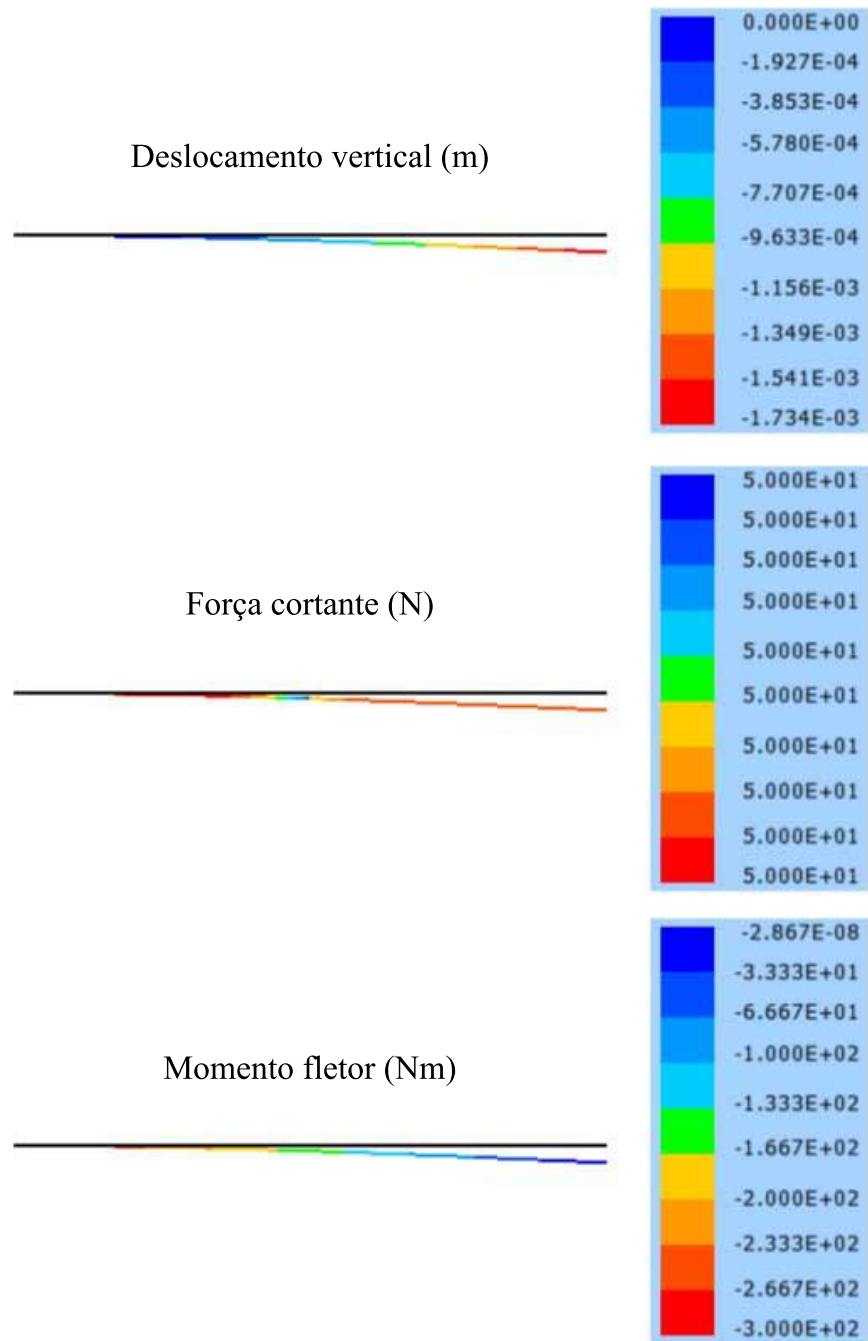 0.000E+00
-1.927E-04
-3.853E-04
-5.780E-04
Deslocamento vertical (m)
-7.707E-04
-9.633E-04
-1.156E-03
-1.349E-03
-1.541E-03
-1.734E-03
5.000E+01
5.000E+01
5.000E+01
5.000E+01
Força cortante (N)
5.000E+01
5.000E+01
5.000E+01
5.000E+01
5.000E+01
5.000E+01
-2.867E-08
-3.333E+01
-6.667E+01
-1.000E+02
Momento fletor (Nm)
-1.333E+02
-1.667E+02
-2.000E+02
-2.333E+02
-2.667E+02
-3.000E+02